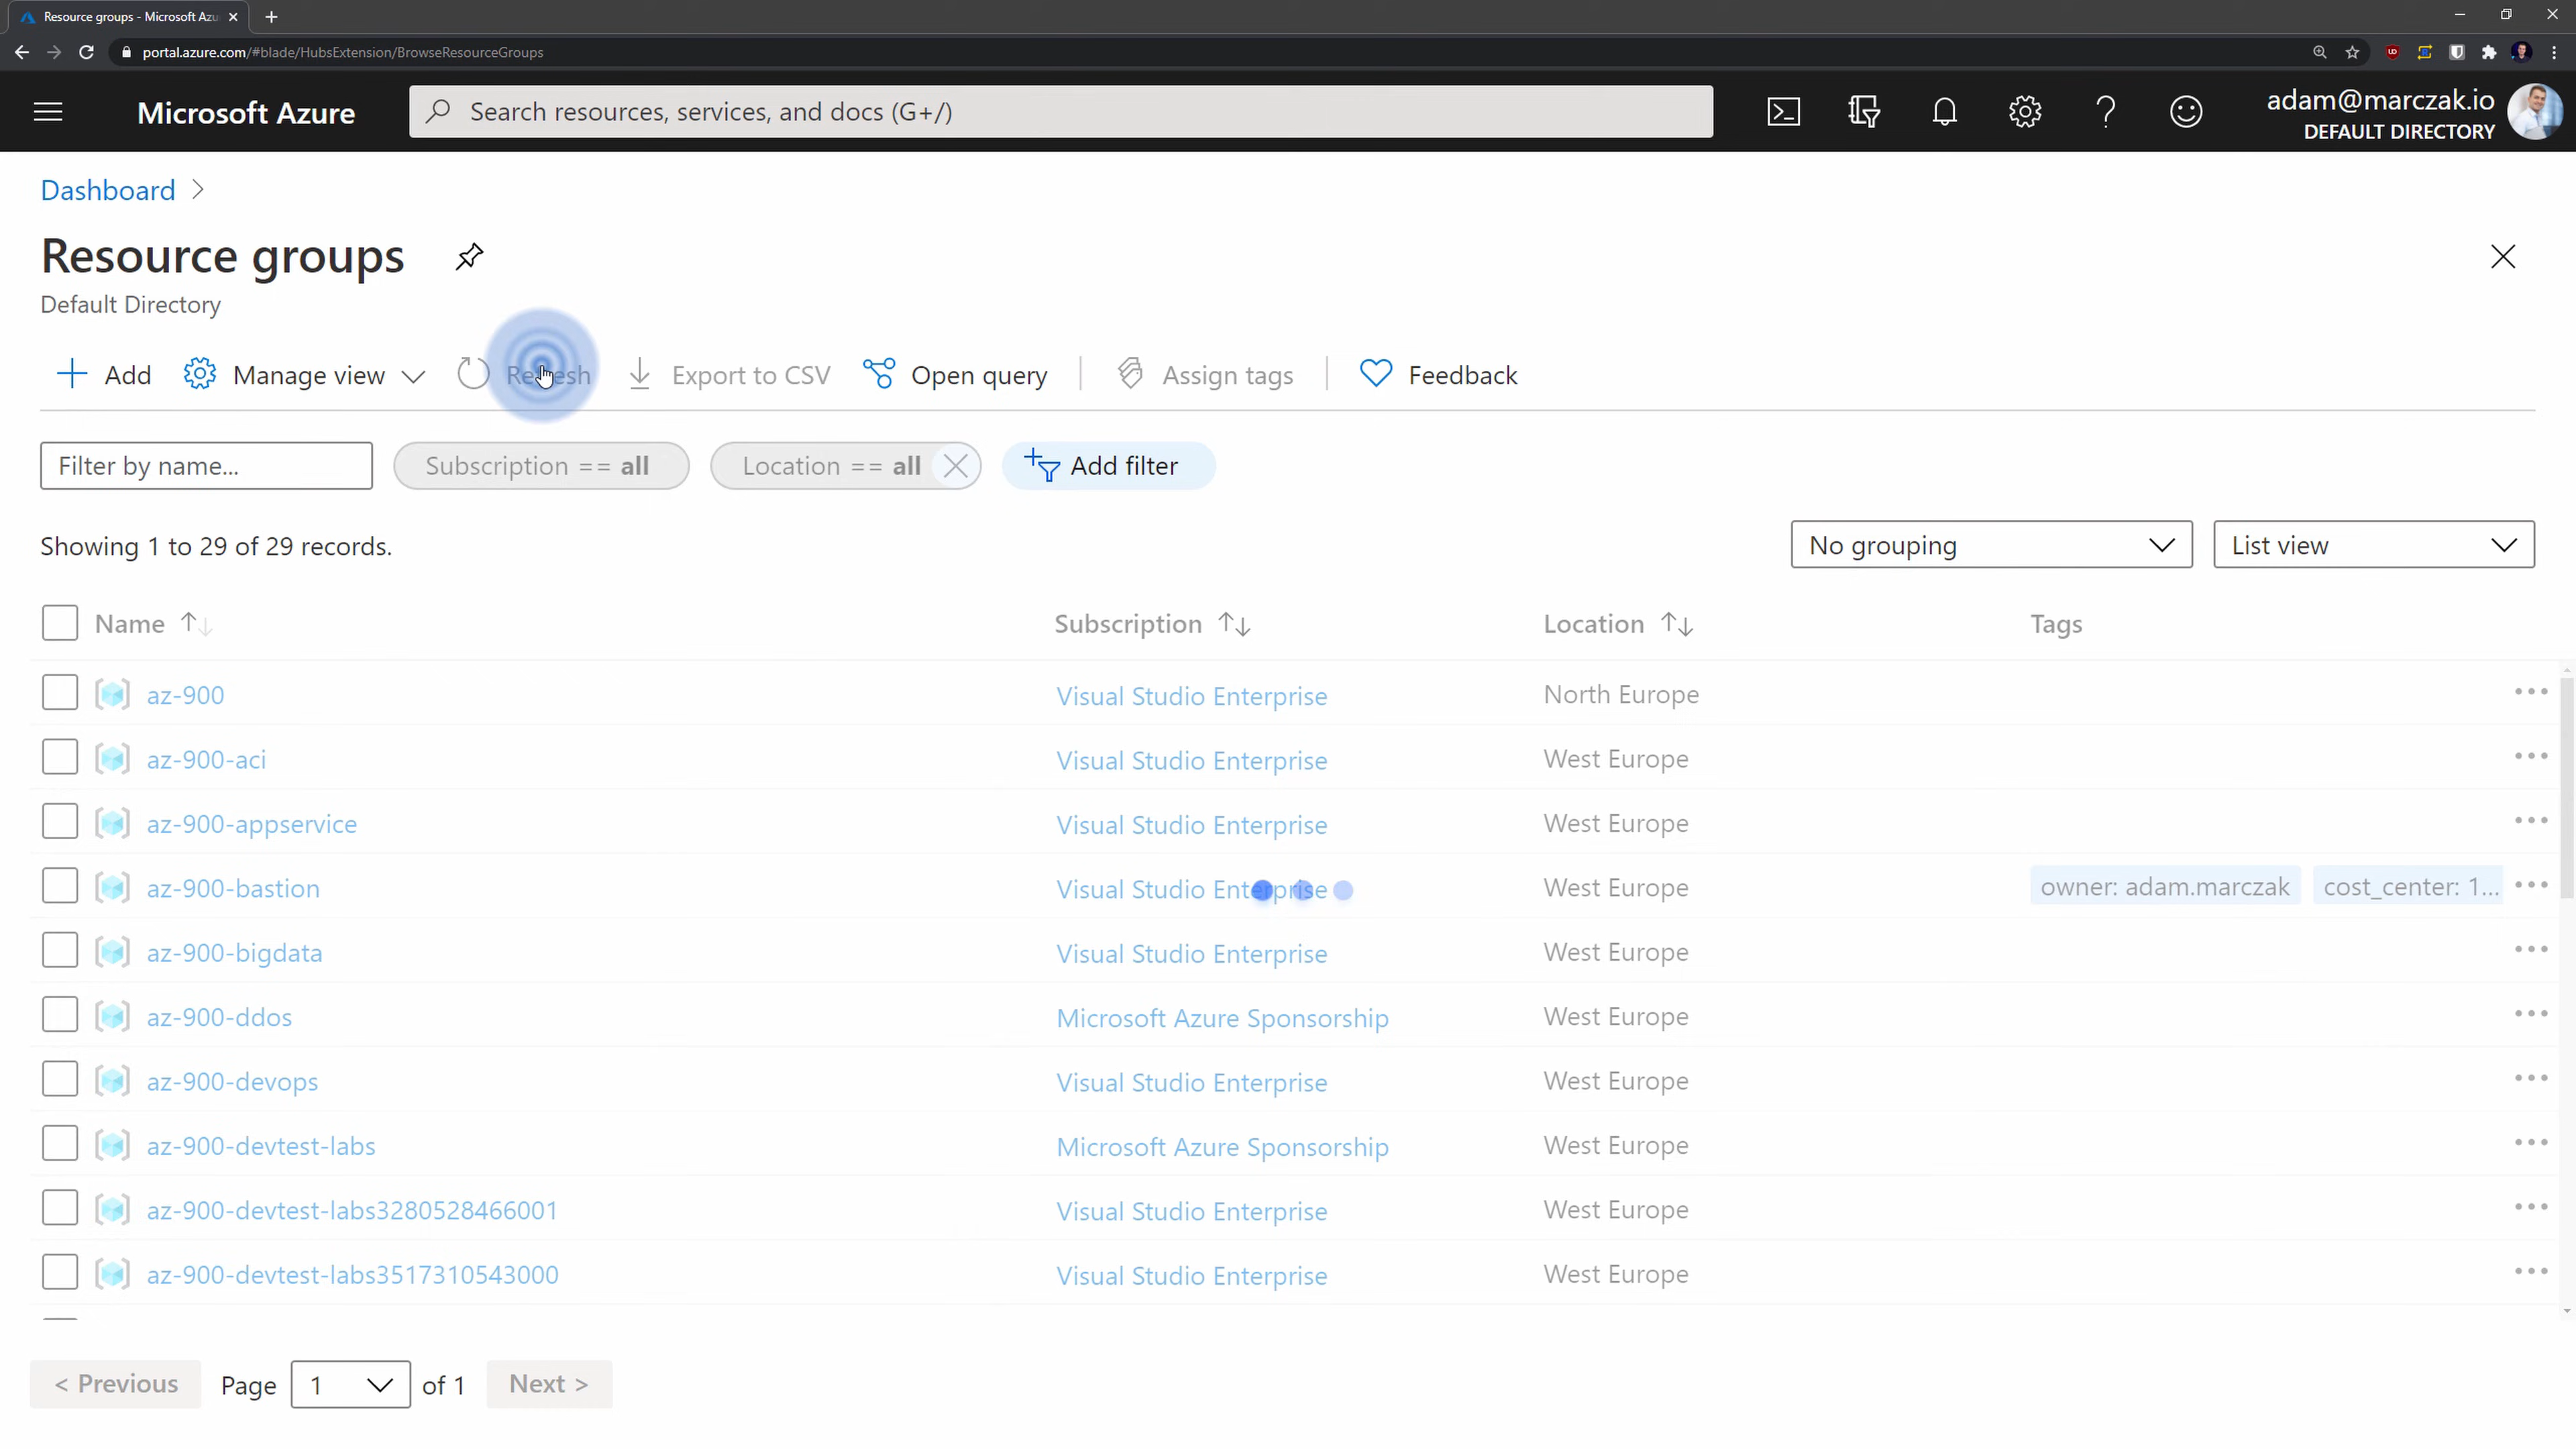 Resource groups - Microsoft Azu
portal.azure.com/#blade/HubsExtension/BrowseResourceGroups
Microsoft Azure
Search resources, services, and docs (G+/)
adam@marczak.io
DEFAULT DIRECTORY
Dashboard >
Resource groups
Default Directory
+ Add Manage view Refresh Export to CSV Open query Assign tags Feedback
Filter by name... Subscription == all Location == all Add filter
Showing 1 to 29 of 29 records. No grouping List view
Name Subscription Location Tags
az-900 Visual Studio Enterprise North Europe
az-900-aci Visual Studio Enterprise West Europe
az-900-appservice Visual Studio Enterprise West Europe
az-900-bastion Visual Studio Enterprise West Europe owner: adam.marczak cost_center: 1...
az-900-bigdata Visual Studio Enterprise West Europe
az-900-ddos Microsoft Azure Sponsorship West Europe
az-900-devops Visual Studio Enterprise West Europe
az-900-devtest-labs Microsoft Azure Sponsorship West Europe
az-900-devtest-labs3280528466001 Visual Studio Enterprise West Europe
az-900-devtest-labs3517310543000 Visual Studio Enterprise West Europe
< Previous Page 1 of 1 Next >